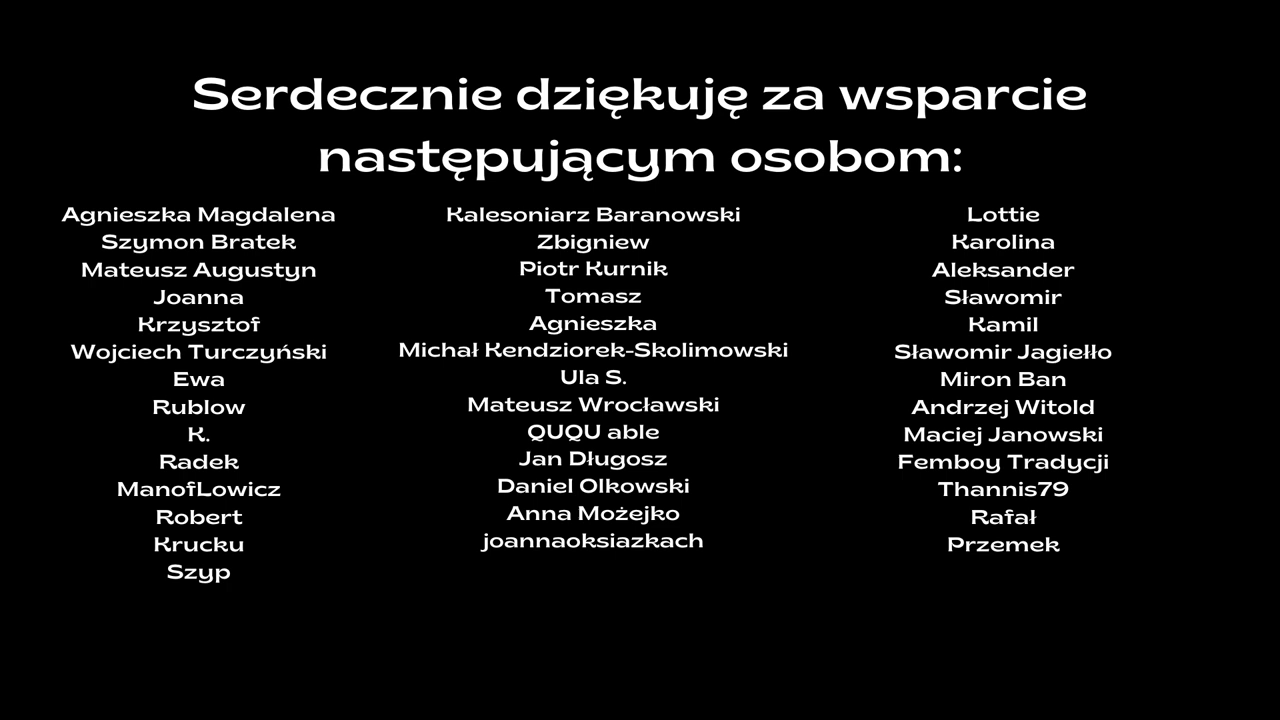 Serdecznie dziękuję za wsparcie
następującym osobom:
Agnieszka Magdalena
Szymon Bratek
Mateusz Augustyn
Joanna
Krzysztof
Wojciech Turczyński
Ewa
Rublow
K.
Radek
ManofLowicz
Robert
Krucku
Szyp
Kalesoniarz Baranowski
Zbigniew
Piotr Kurnik
Tomasz
Agnieszka
Michał Kendziorek-Skolimowski
Ula S.
Mateusz Wrocławski
QUQU able
Jan Długosz
Daniel Olkowski
Anna Możejko
joannaoksiazkach
Lottie
Karolina
Aleksander
Sławomir
Kamil
Sławomir Jagiełło
Miron Ban
Andrzej Witold
Maciej Janowski
Femboy Tradycji
Thannis79
Rafał
Przemek